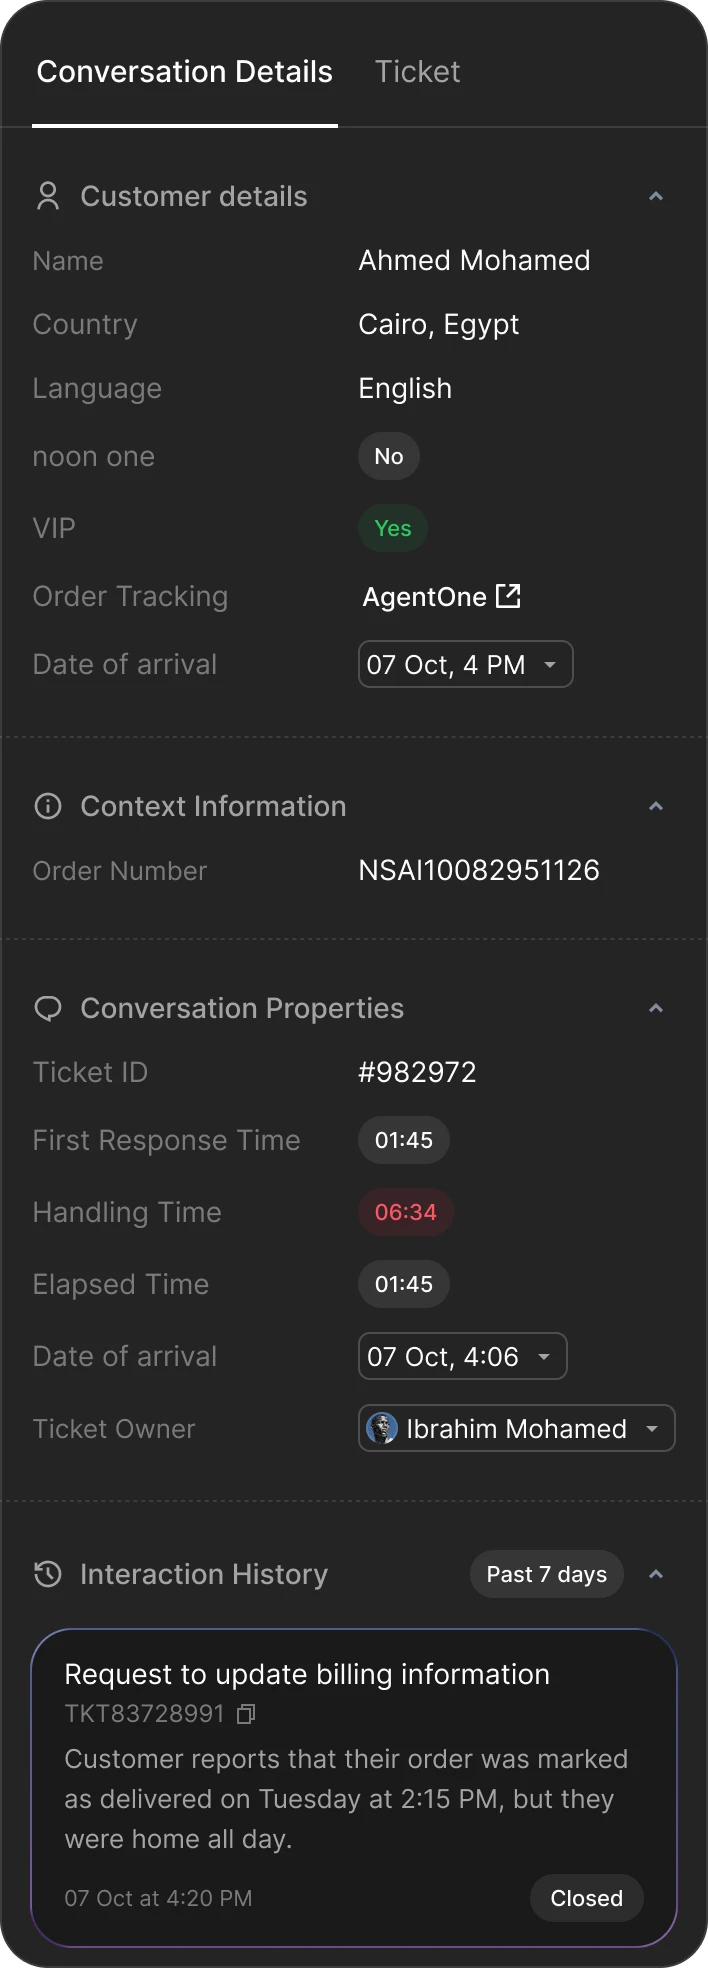 Conversation Details Ticket
Customer details
Name Ahmed Mohamed
Country Cairo, Egypt
Language English
noon one No
VIP Yes
Order Tracking AgentOne
Date of arrival 07 Oct, 4 PM
Context Information
Order Number NSAI10082951126
Conversation Properties
Ticket ID #982972
First Response Time 01:45
Handling Time 06:34
Elapsed Time 01:45
Date of arrival 07 Oct, 4:06
Ticket Owner Ibrahim Mohamed
Interaction History Past 7 days
Request to update billing information
TKT83728991
Customer reports that their order was marked
as delivered on Tuesday at 2:15 PM, but they
were home all day.
07 Oct at 4:20 PM Closed